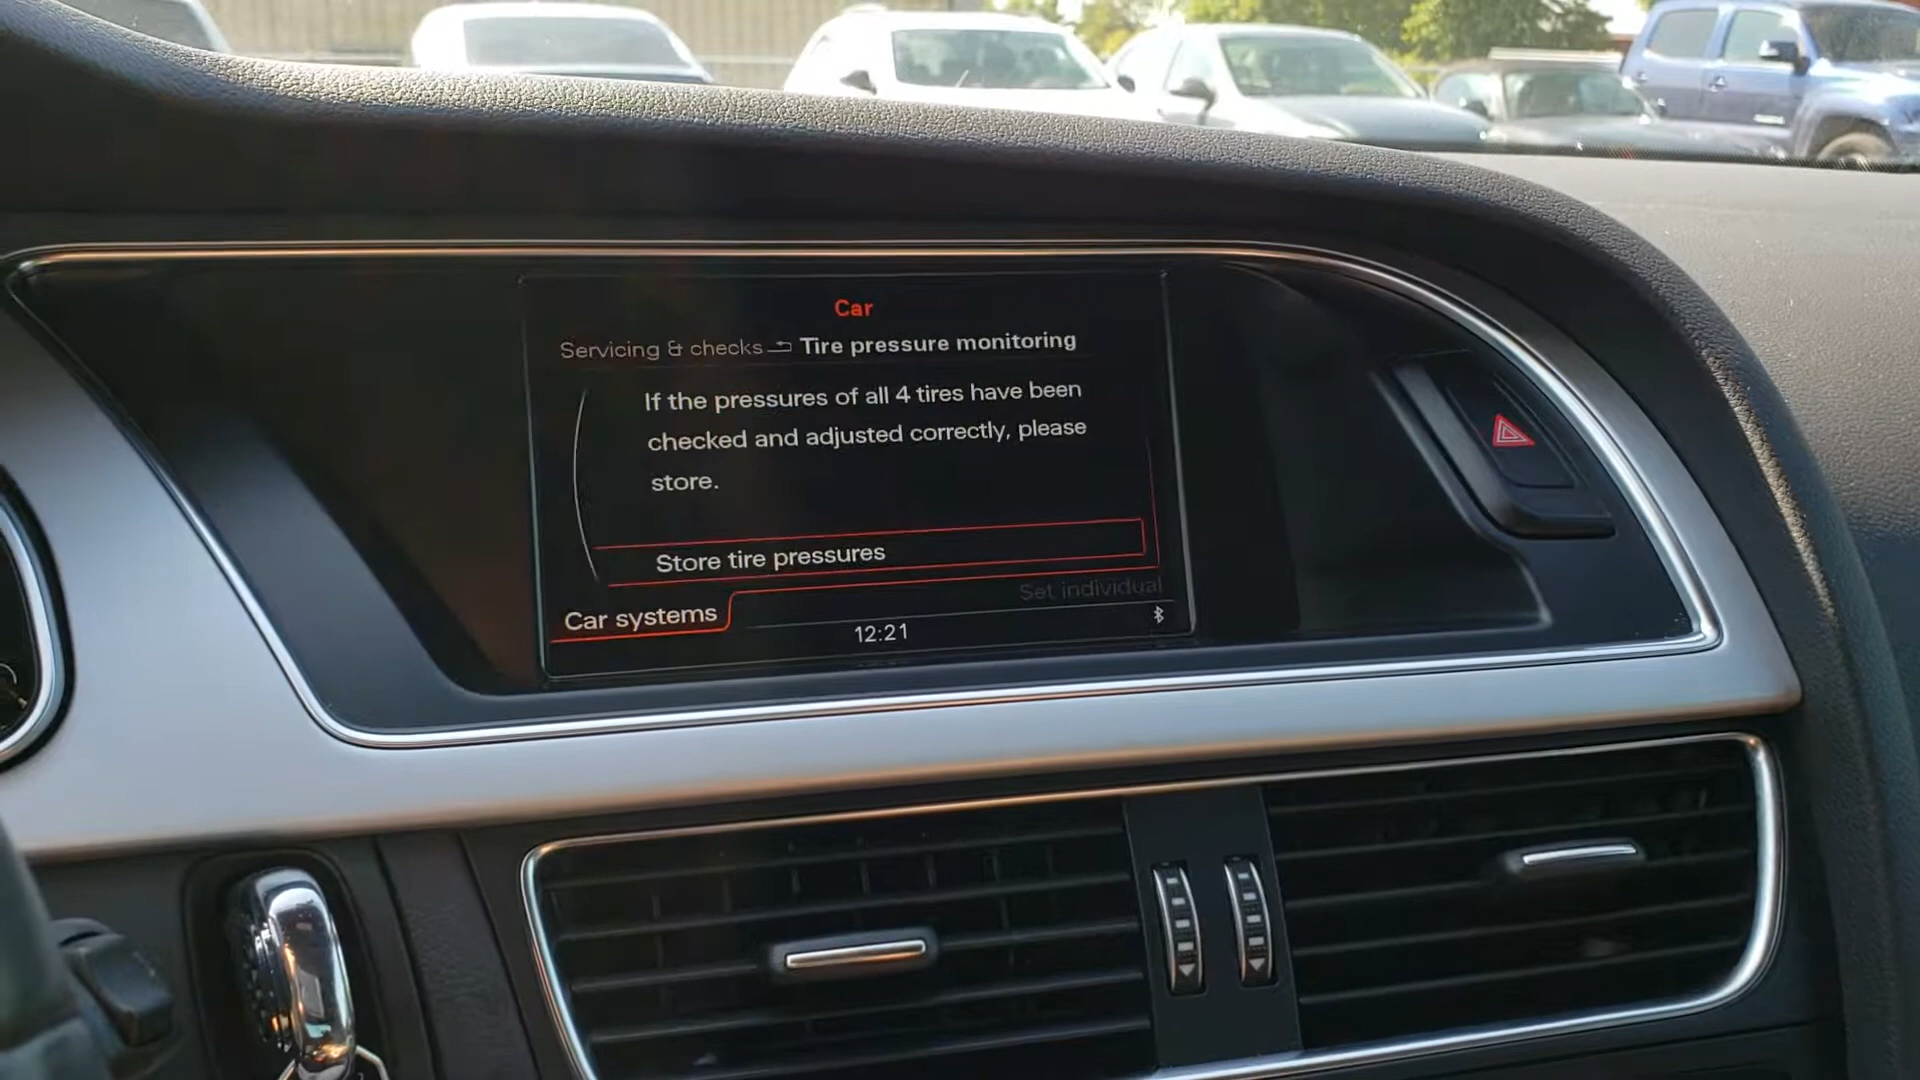 Car
Servicing & checks Tire pressure monitoring
If the pressures of all 4 tires have been
checked and adjusted correctly, please
store.
Store tire pressures
Set individual
Car systems
12:21